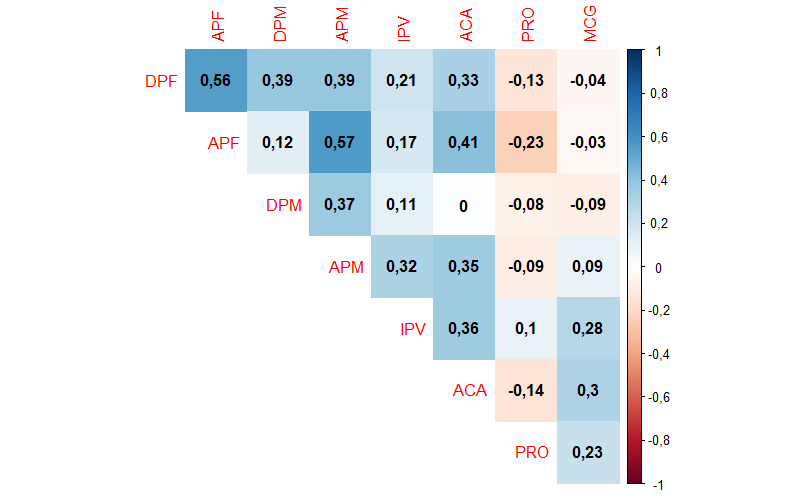 APF DPM APM IPV ACA PRO MCG
1
DPF 0,56 0,39 0,39 0,21 0,33 -0,13 -0,04
0,8
0,6
APF 0,12 0,57 0,17 0,41 -0,23 -0,03
0,4
DPM 0,37 0,11 0 -0,08 -0,09
0,2
APM 0,32 0,35 -0,09 0,09
0
-0,2
IPV 0,36 0,1 0,28
-0,4
ACA -0,14 0,3
-0,6
-0,8
PRO 0,23
-1